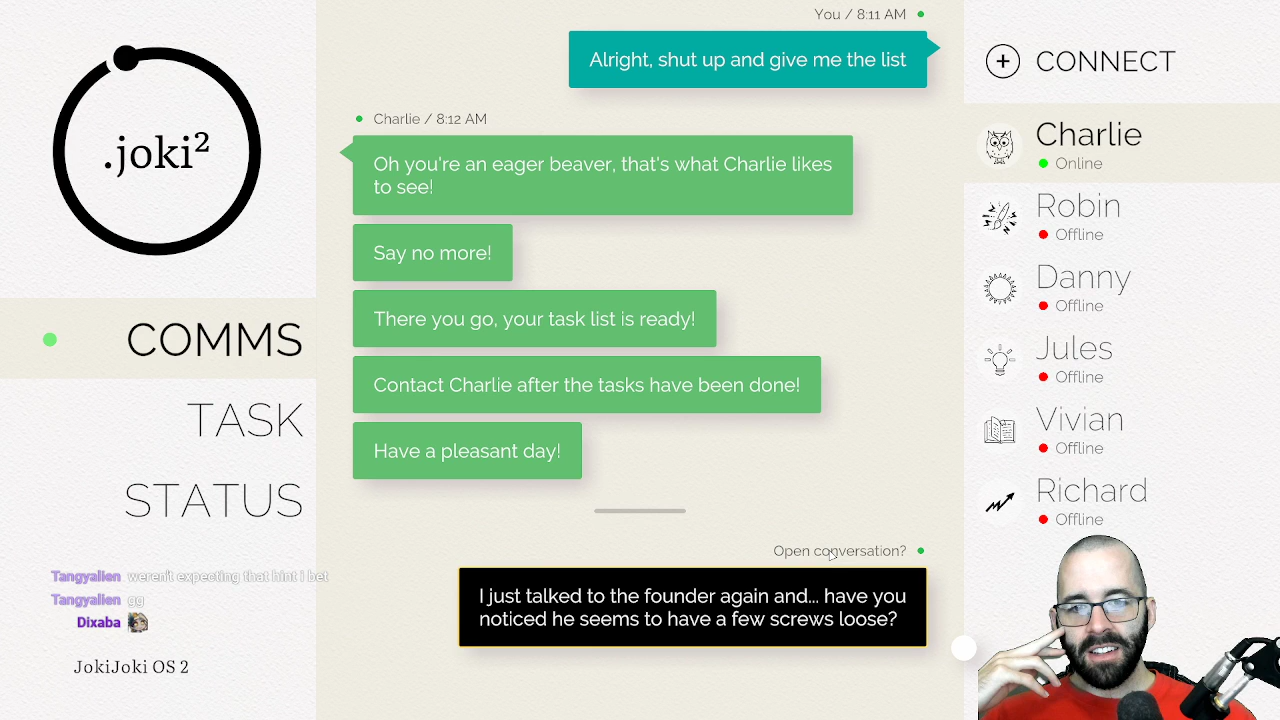 .joki²
COMMS
TASK
STATUS
Tangyalien weren't expecting that hint i bet
Tangyalien gg
Dixaba
JokiJoki OS 2
You / 8:11 AM
Alright, shut up and give me the list
Charlie / 8:12 AM
Oh you're an eager beaver, that's what Charlie likes
to see!
Say no more!
There you go, your task list is ready!
Contact Charlie after the tasks have been done!
Have a pleasant day!
Open conversation?
I just talked to the founder again and... have you
noticed he seems to have a few screws loose?
+ CONNECT
Charlie
Online
Robin
Offline
Danny
Offline
Jules
Offline
Vivian
Offline
Richard
Offline